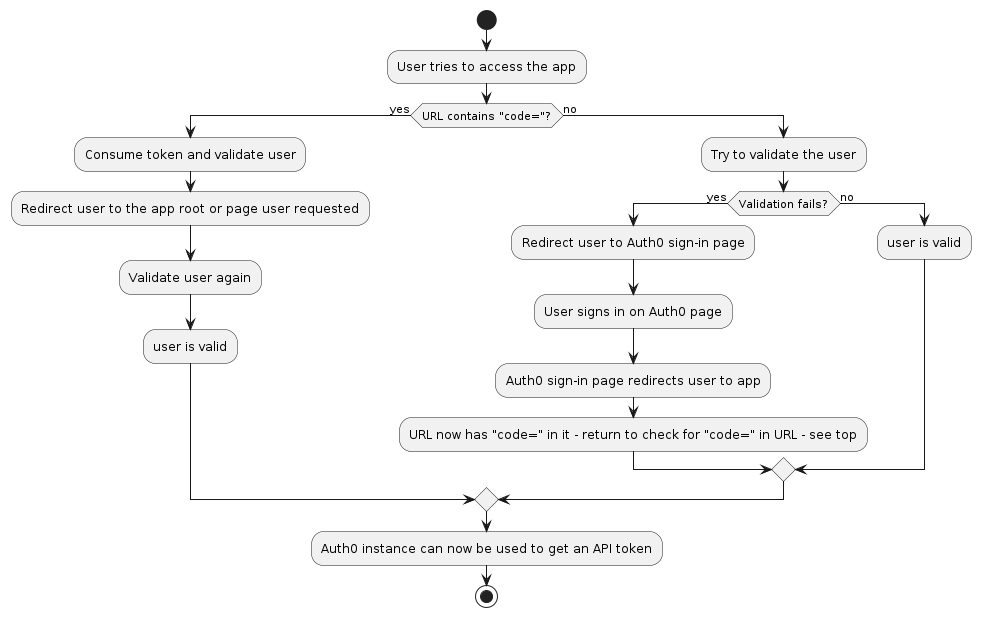 User tries to access the app
yes
URL contains "code="?
no
Consume token and validate user
Redirect user to the app root or page user requested
Validate user again
user is valid
Try to validate the user
yes
Validation fails?
no
Redirect user to Auth0 sign-in page
User signs in on Auth0 page
Auth0 sign-in page redirects user to app
URL now has "code=" in it - return to check for "code=" in URL - see top
user is valid
Auth0 instance can now be used to get an API token